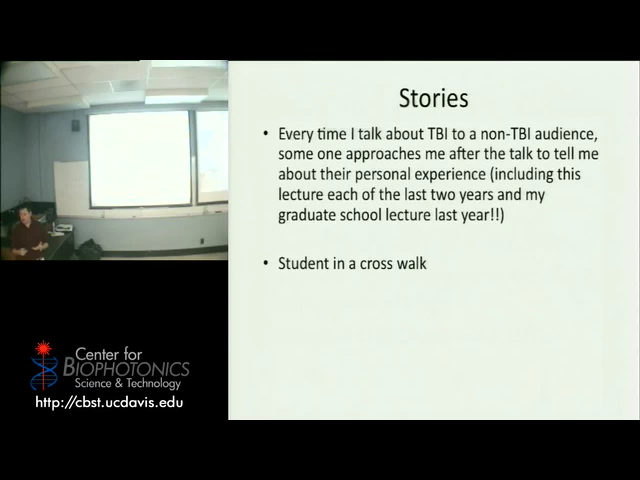 Stories
• Every time I talk about TBI to a non-TBI audience,
some one approaches me after the talk to tell me
about their personal experience (including this
lecture each of the last two years and my
graduate school lecture last year!!)
• Student in a cross walk
Center for
BIOPHOTONICS
Science & Technology
http://cbst.ucdavis.edu